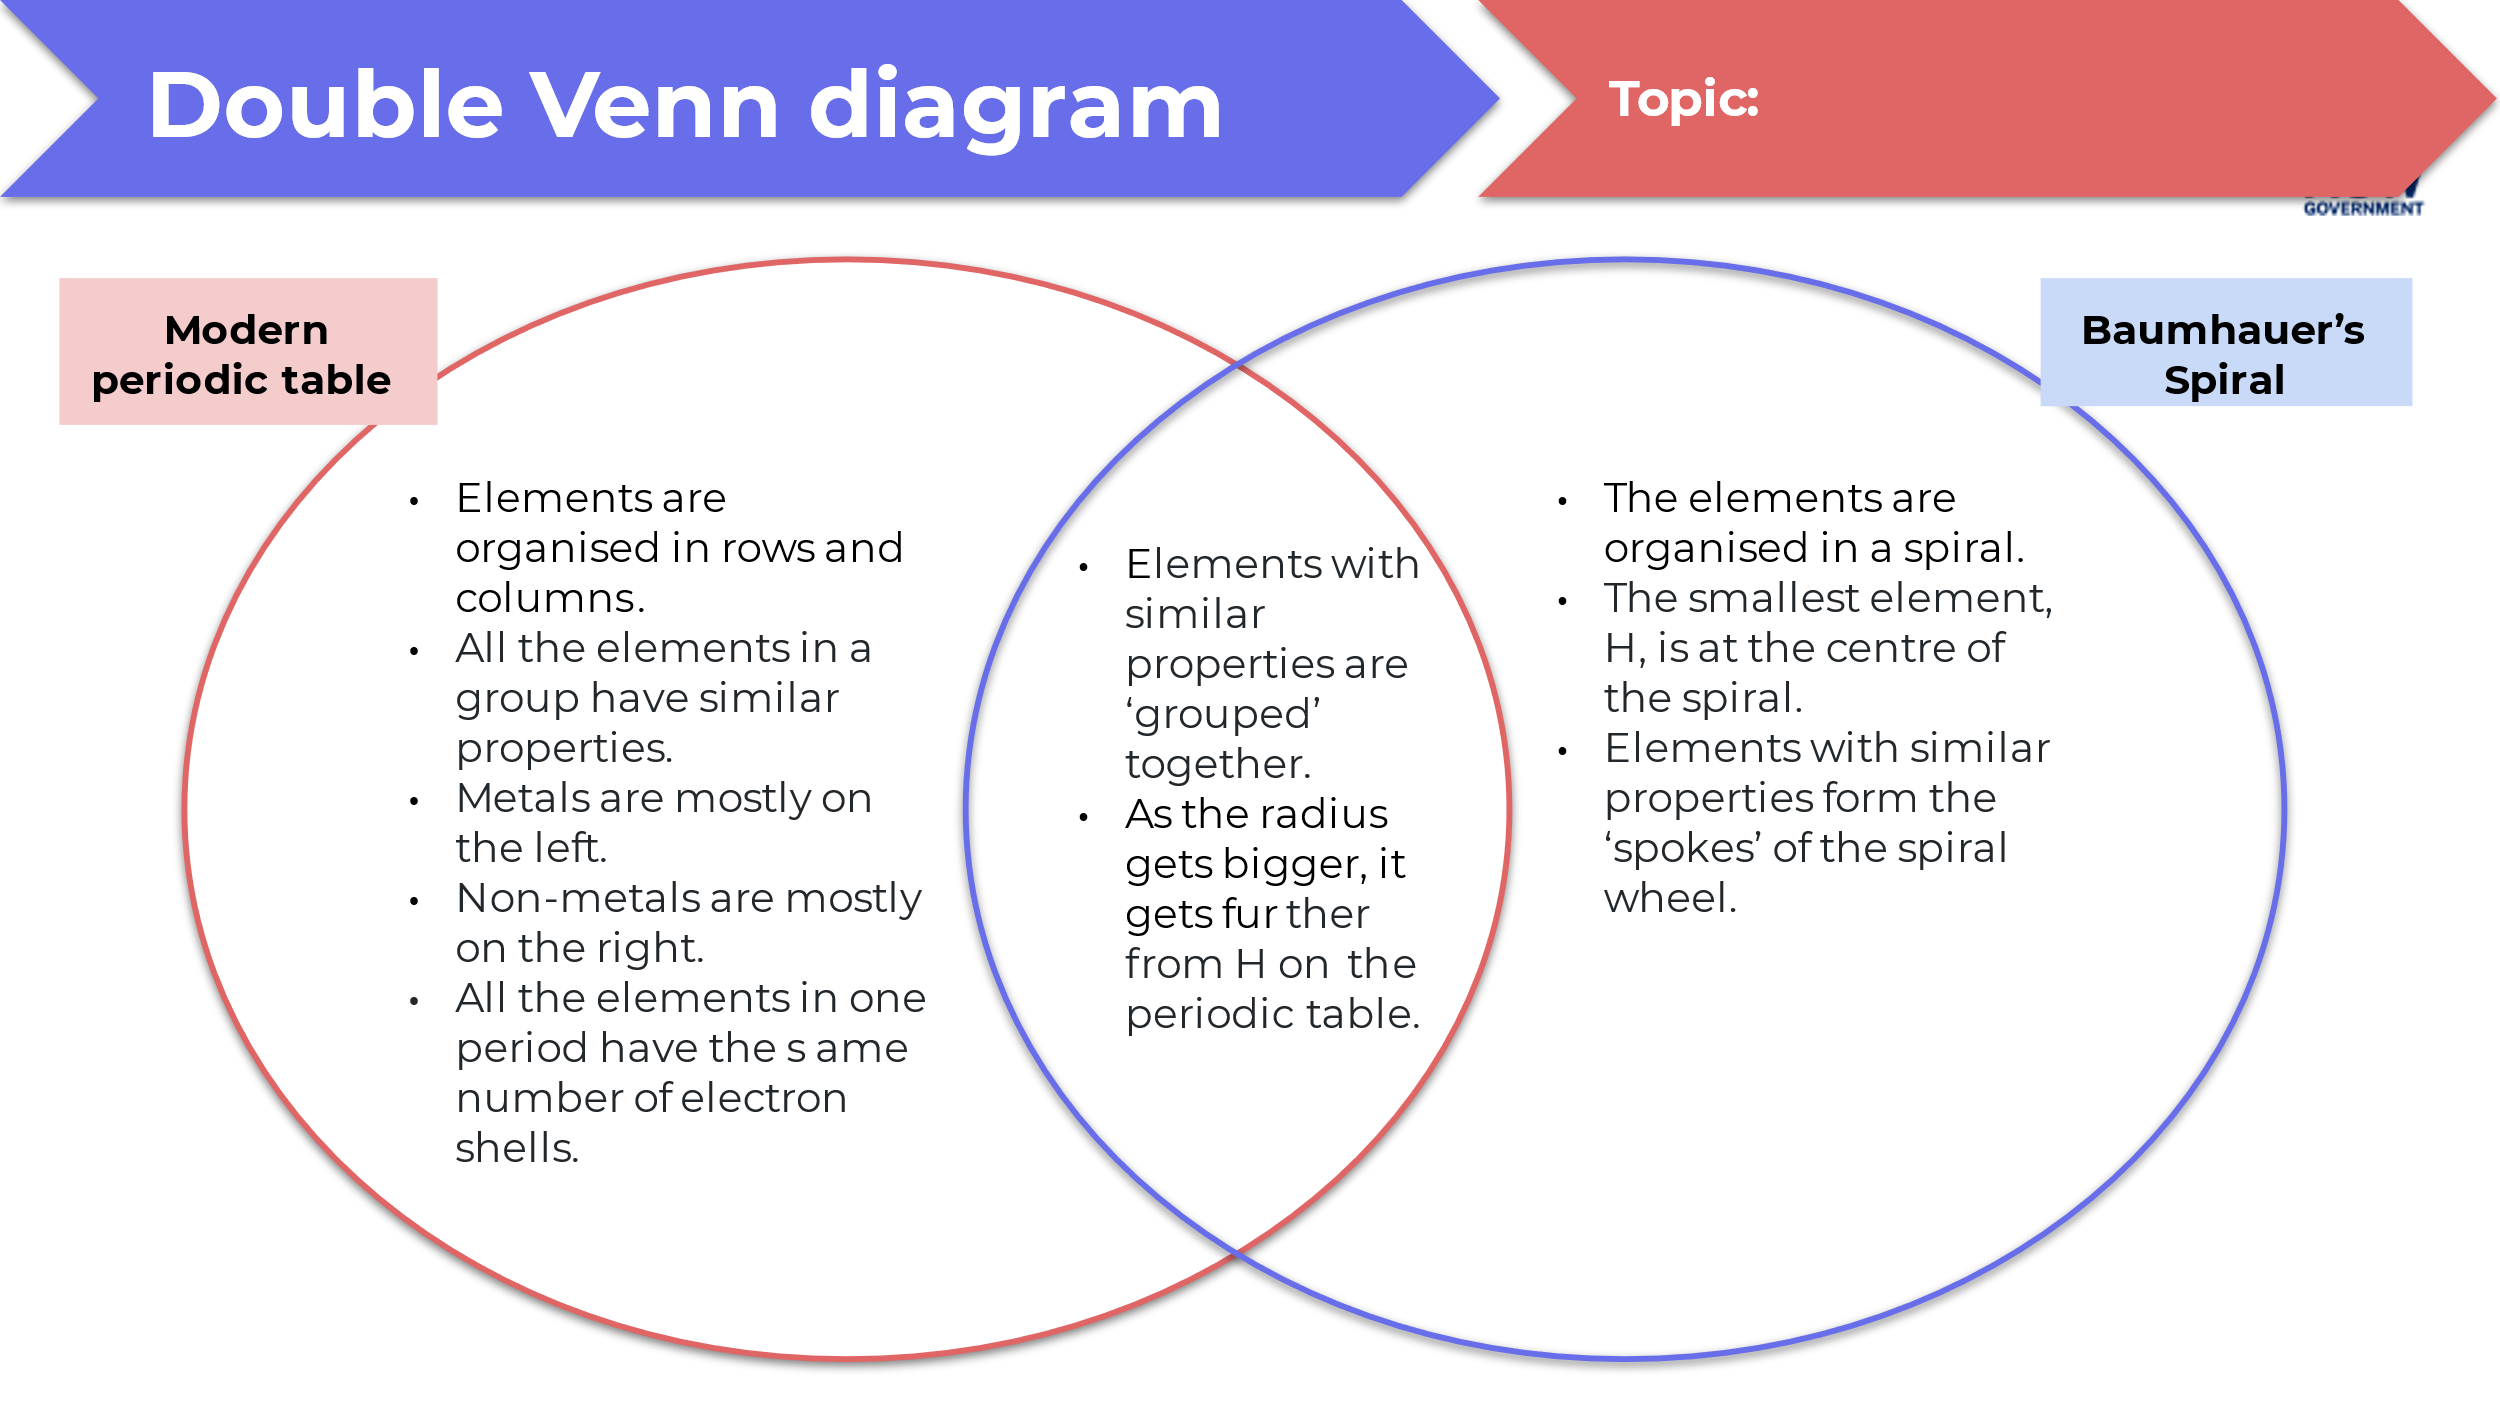 Double Venn diagram
Topic:
GOVERNMENT
Modern
periodic table
Baumhauer’s
Spiral
• Elements are
organised in rows and
columns.
• All the elements in a
group have similar
properties.
• Metals are mostly on
the left.
• Non-metals are mostly
on the right.
• All the elements in one
period have the s ame
number of electron
shells.
• Elements with
similar
properties are
‘grouped’
together.
• As the radius
gets bigger, it
gets fur ther
from H on the
periodic table.
• The elements are
organised in a spiral.
• The smallest element,
H, is at the centre of
the spiral.
• Elements with similar
properties form the
‘spokes’ of the spiral
wheel.